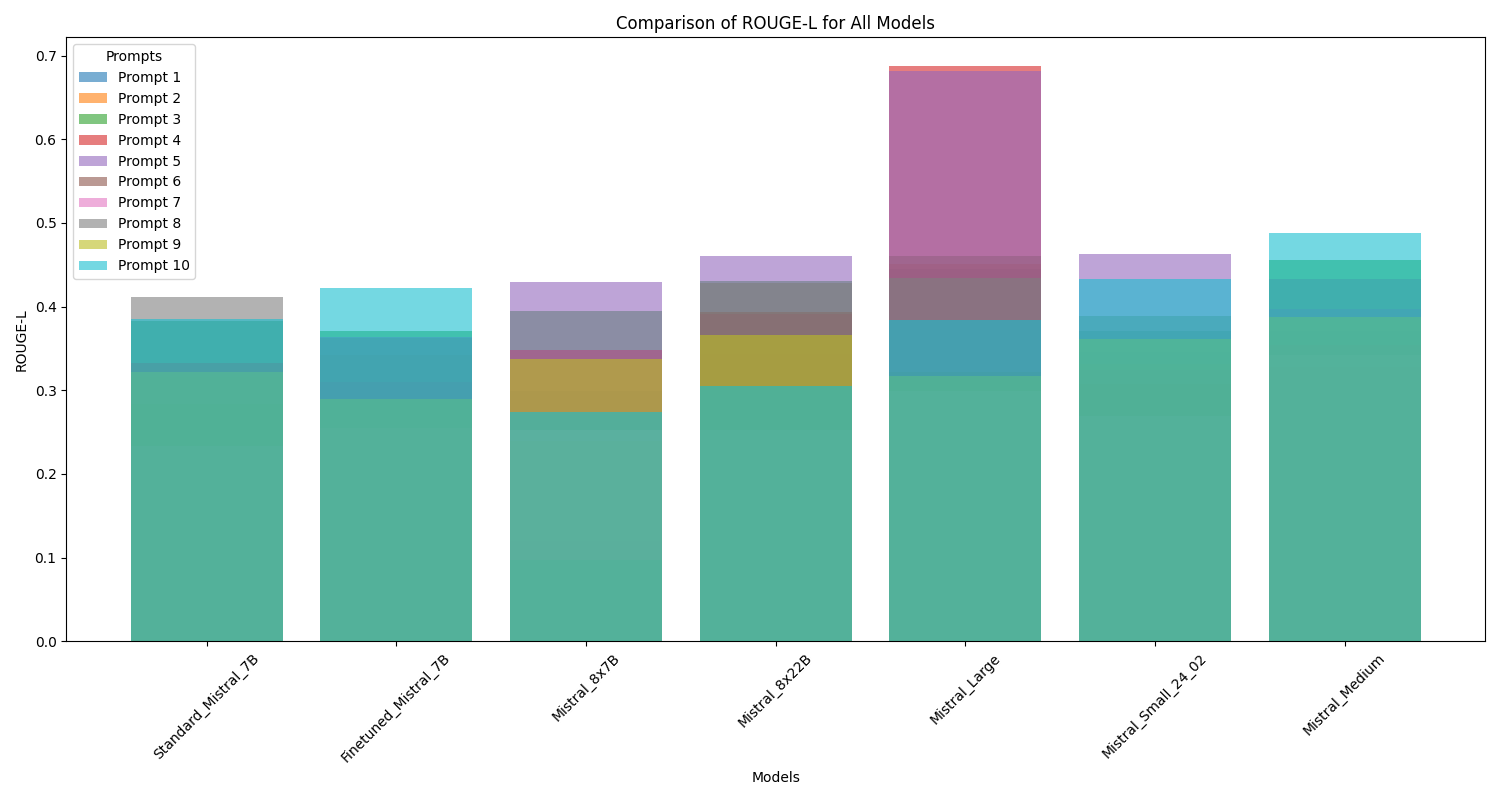 Comparison of ROUGE-L for All Models
Prompts
Prompt 1
Prompt 2
Prompt 3
Prompt 4
Prompt 5
Prompt 6
Prompt 7
Prompt 8
Prompt 9
Prompt 10
ROUGE-L
0.7
0.6
0.5
0.4
0.3
0.2
0.1
0.0
Standard_Mistral_7B
Finetuned_Mistral_7B
Mistral_8x7B
Mistral_8x22B
Mistral_Large
Mistral_Small_24_02
Mistral_Medium
Models